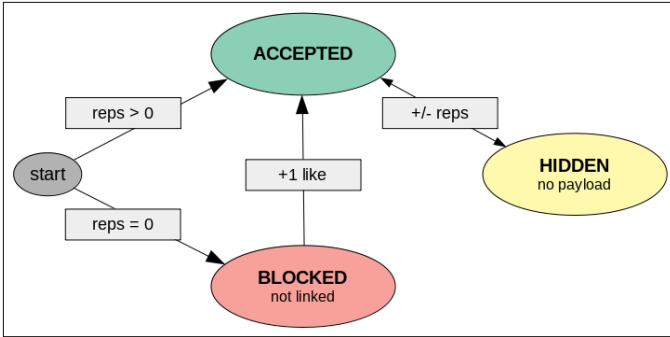 ACCEPTED
reps > 0
+/- reps
HIDDEN
no payload
start
+1 like
reps = 0
BLOCKED
not linked